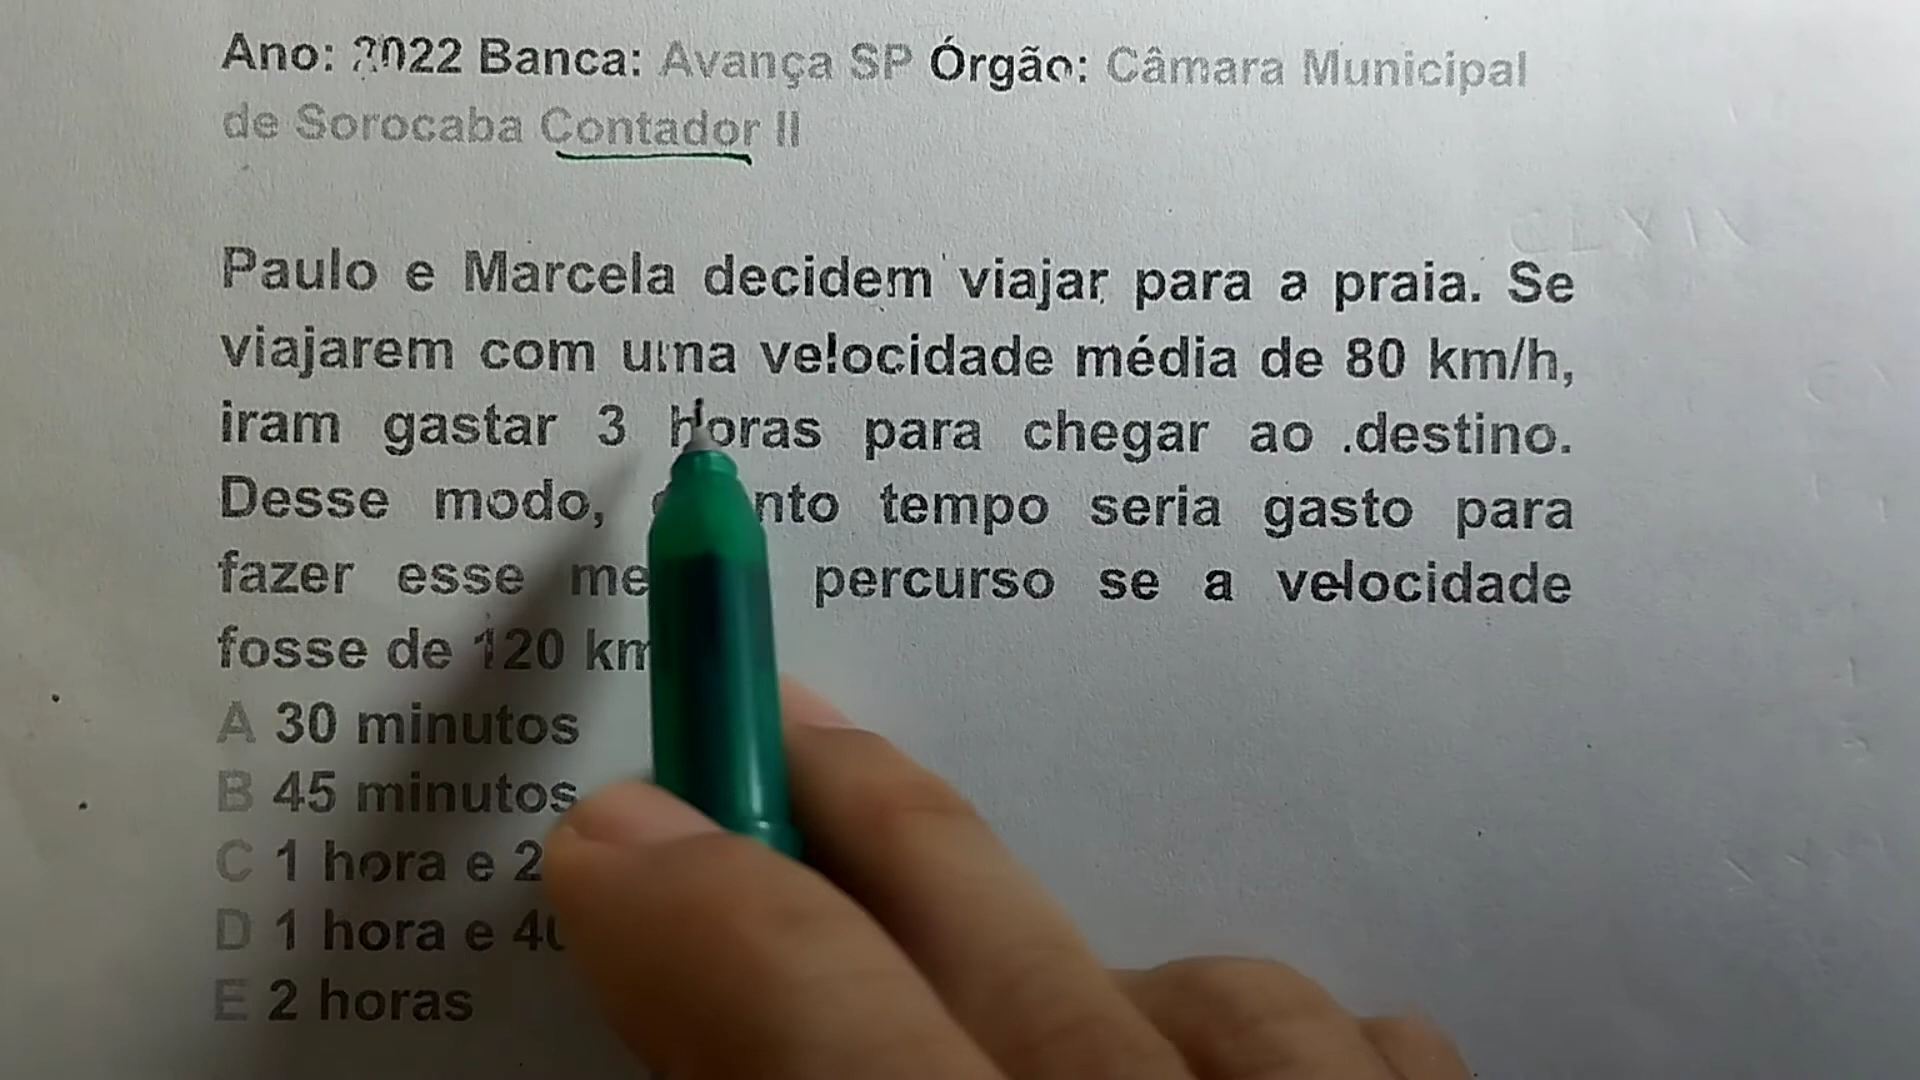 Ano: 2022 Banca: Avança SP Órgão: Câmara Municipal
de Sorocaba Contador II
Paulo e Marcela decidem viajar para a praia. Se
viajarem com uma velocidade média de 80 km/h,
iram gastar 3 horas para chegar ao destino.
Desse modo, tempo seria gasto para
fazer esse percurso se a velocidade
fosse de 120
A 30 minutos
B 45 minutos
C 1 hora e
D 1 hora e
E 2 horas